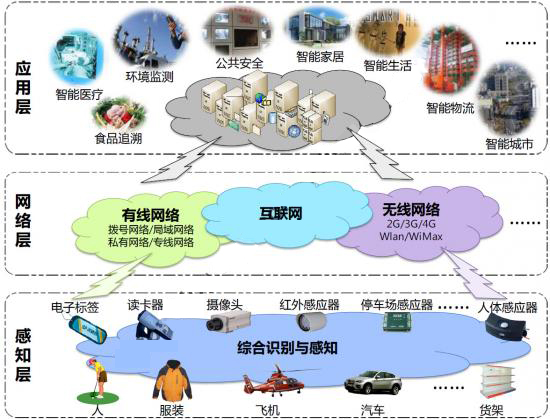 应用层
智能医疗
环境监测
公共安全
智能家居
智能生活
智能物流
智能城市
食品追溯
……
网络层
有线网络
拨号网络/局域网络
私有网络/专线网络
互联网
无线网络
2G/3G/4G
Wlan/WiMax
……
感知层
电子标签
读卡器
摄像头
红外感应器
停车场感应器
……
人体感应器
综合识别与感知
人
服装
飞机
汽车
……
货架